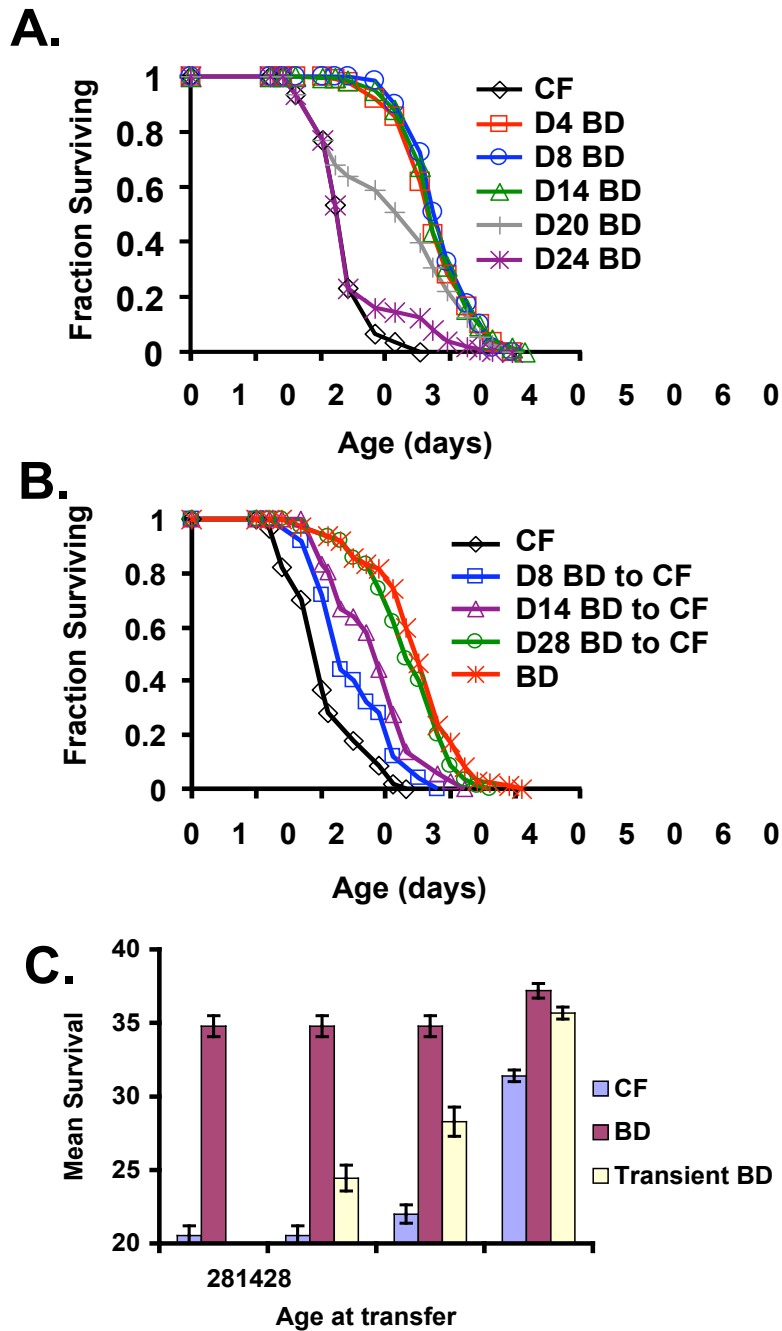 A.
Fraction Surviving
1
0.8
0.6
0.4
0.2
0
CF
D4 BD
D8 BD
D14 BD
D20 BD
D24 BD
0 1 0 2 0 3 0 4 0 5 0 6 0
Age (days)
B.
Fraction Surviving
1
0.8
0.6
0.4
0.2
0
CF
D8 BD to CF
D14 BD to CF
D28 BD to CF
BD
0 1 0 2 0 3 0 4 0 5 0 6 0
Age (days)
C.
Mean Survival
40
35
30
25
20
CF
BD
Transient BD
281428
Age at transfer